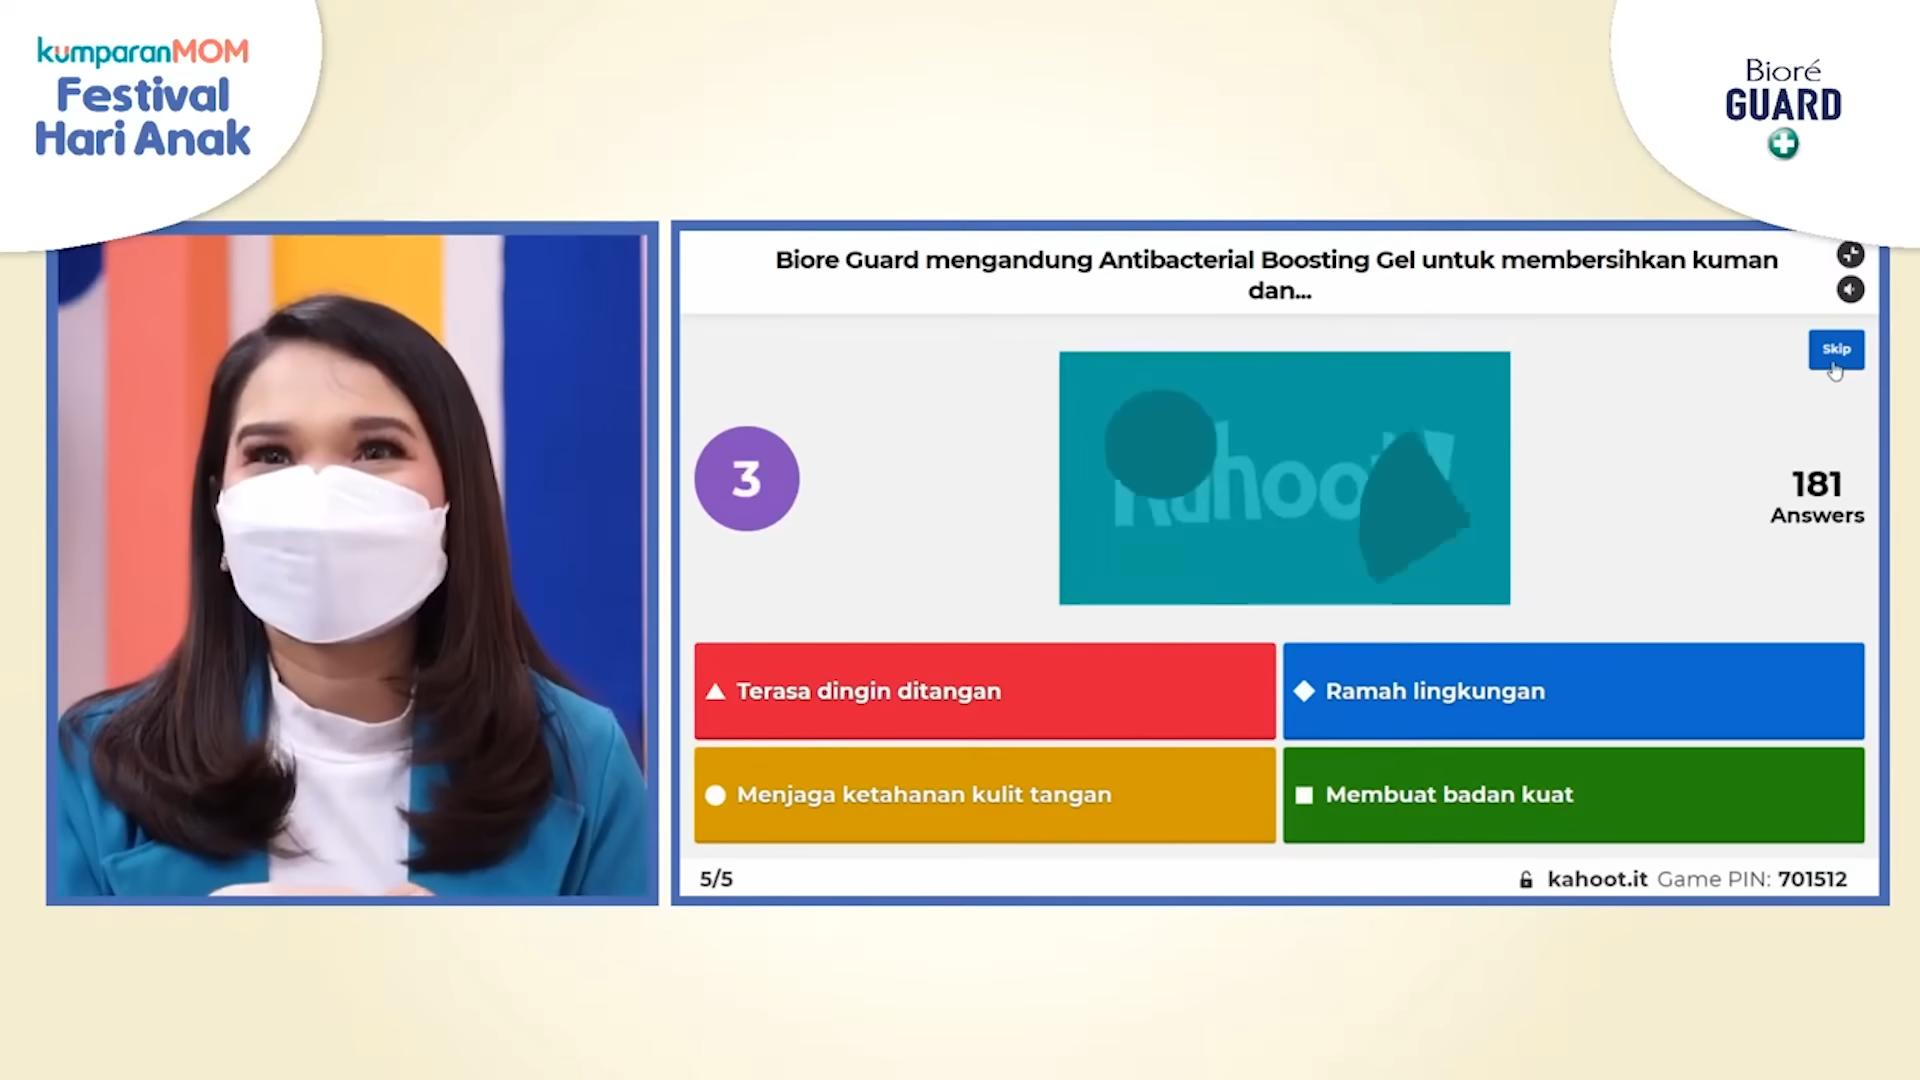 kumparanMOM
Festival
Hari Anak
Bioré
GUARD
Biore Guard mengandung Antibacterial Boosting Gel untuk membersihkan kuman
dan...
Skip
3
Kahoot!
181
Answers
Terasa dingin ditangan
Ramah lingkungan
Menjaga ketahanan kulit tangan
Membuat badan kuat
5/5
kahoot.it Game PIN: 701512